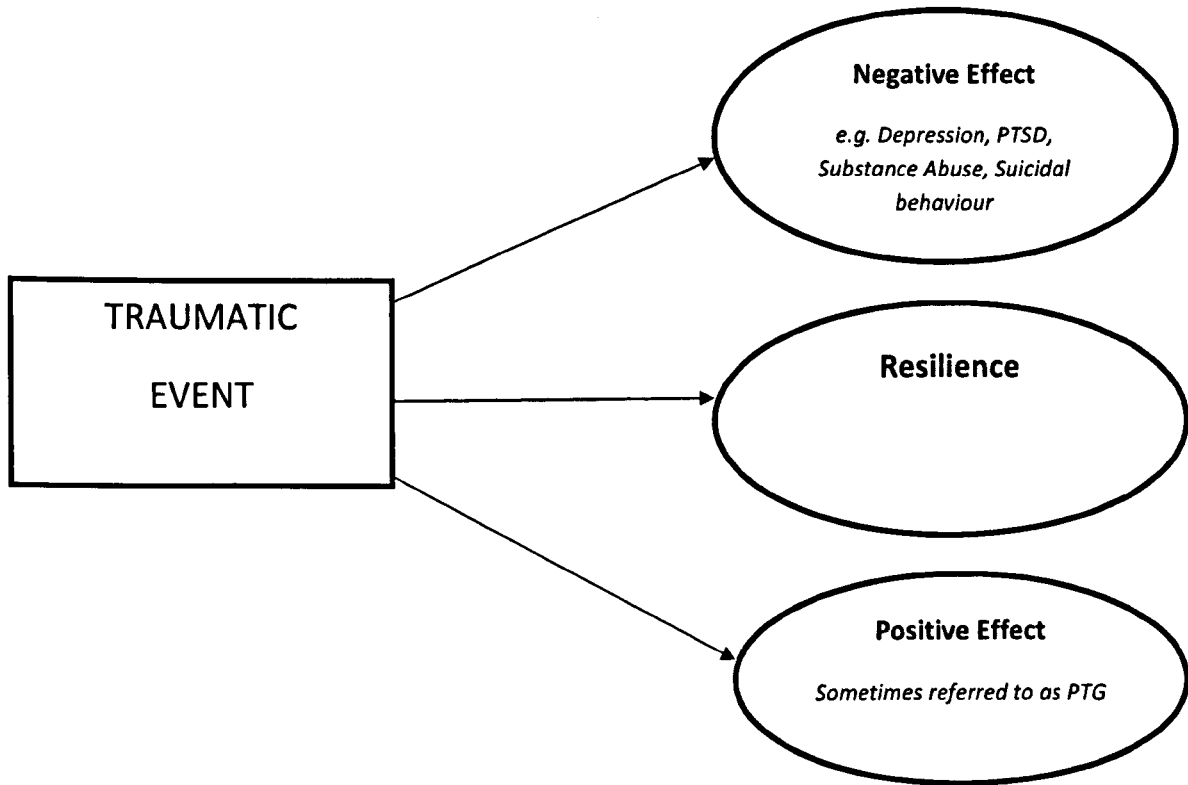 Negative Effect
e.g. Depression, PTSD,
Substance Abuse, Suicidal
behaviour
TRAUMATIC
EVENT
Resilience
Positive Effect
Sometimes referred to as PTG